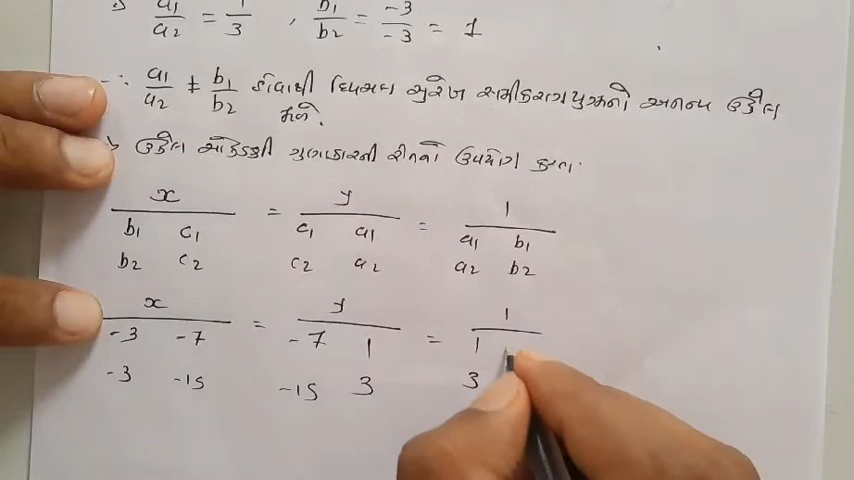 a1/a2 = 1/3 , b1/b2 = -3/-3 = 1
∴ a1/a2 ≠ b1/b2 હોવાથી દ્વિચલ સુરેખ સમીકરણયુગ્મનો અનન્ય ઉકેલ
મળે.
ઉકેલ ચોકડી ગુણાકારની રીતનો ઉપયોગ કરતા.
x = y = 1
b1 c1 c1 a1 a1 b1
b2 c2 c2 a2 a2 b2
x = y = 1
-3 -7 -7 1 1
-3 -15 -15 3 3